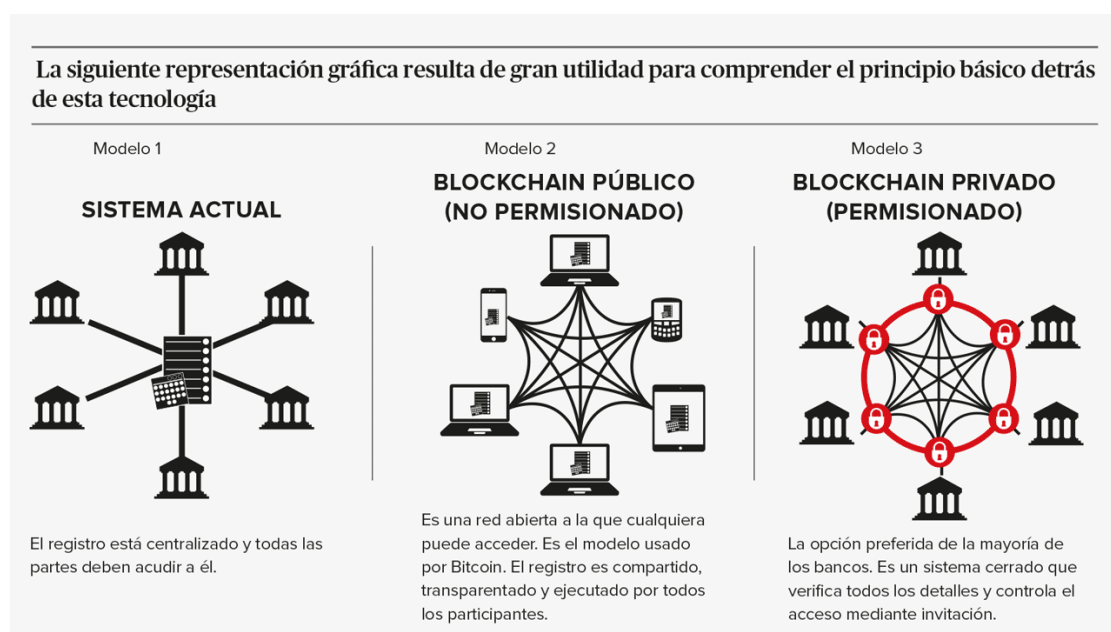 La siguiente representación gráfica resulta de gran utilidad para comprender el principio básico detrás
de esta tecnología
Modelo 1
SISTEMA ACTUAL
El registro está centralizado y todas las
partes deben acudir a él.
Modelo 2
BLOCKCHAIN PÚBLICO
(NO PERMISIONADO)
Es una red abierta a la que cualquiera
puede acceder. Es el modelo usado
por Bitcoin. El registro es compartido,
transparentado y ejecutado por todos
los participantes.
Modelo 3
BLOCKCHAIN PRIVADO
(PERMISIONADO)
La opción preferida de la mayoría de
los bancos. Es un sistema cerrado que
verifica todos los detalles y controla el
acceso mediante invitación.